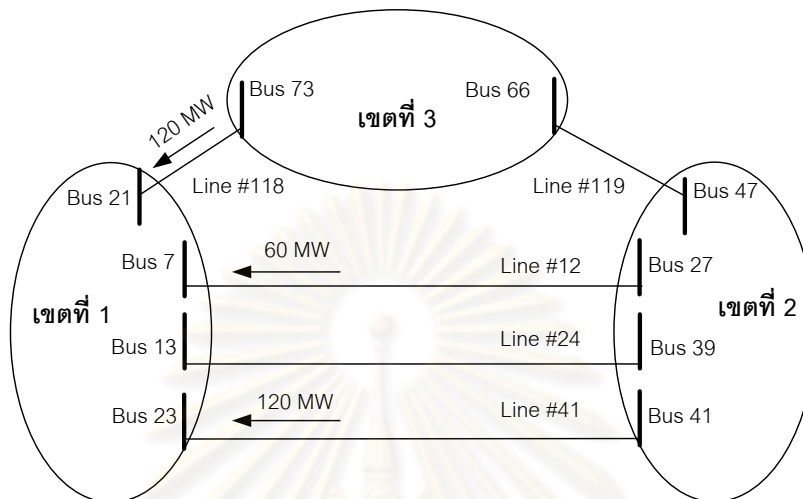 Bus 73
Bus 66
เขตที่ 3
120 MW
Line #118
Line #119
Bus 21
Bus 47
Bus 7
60 MW
Line #12
Bus 27
เขตที่ 1
เขตที่ 2
Bus 13
Line #24
Bus 39
Bus 23
120 MW
Line #41
Bus 41